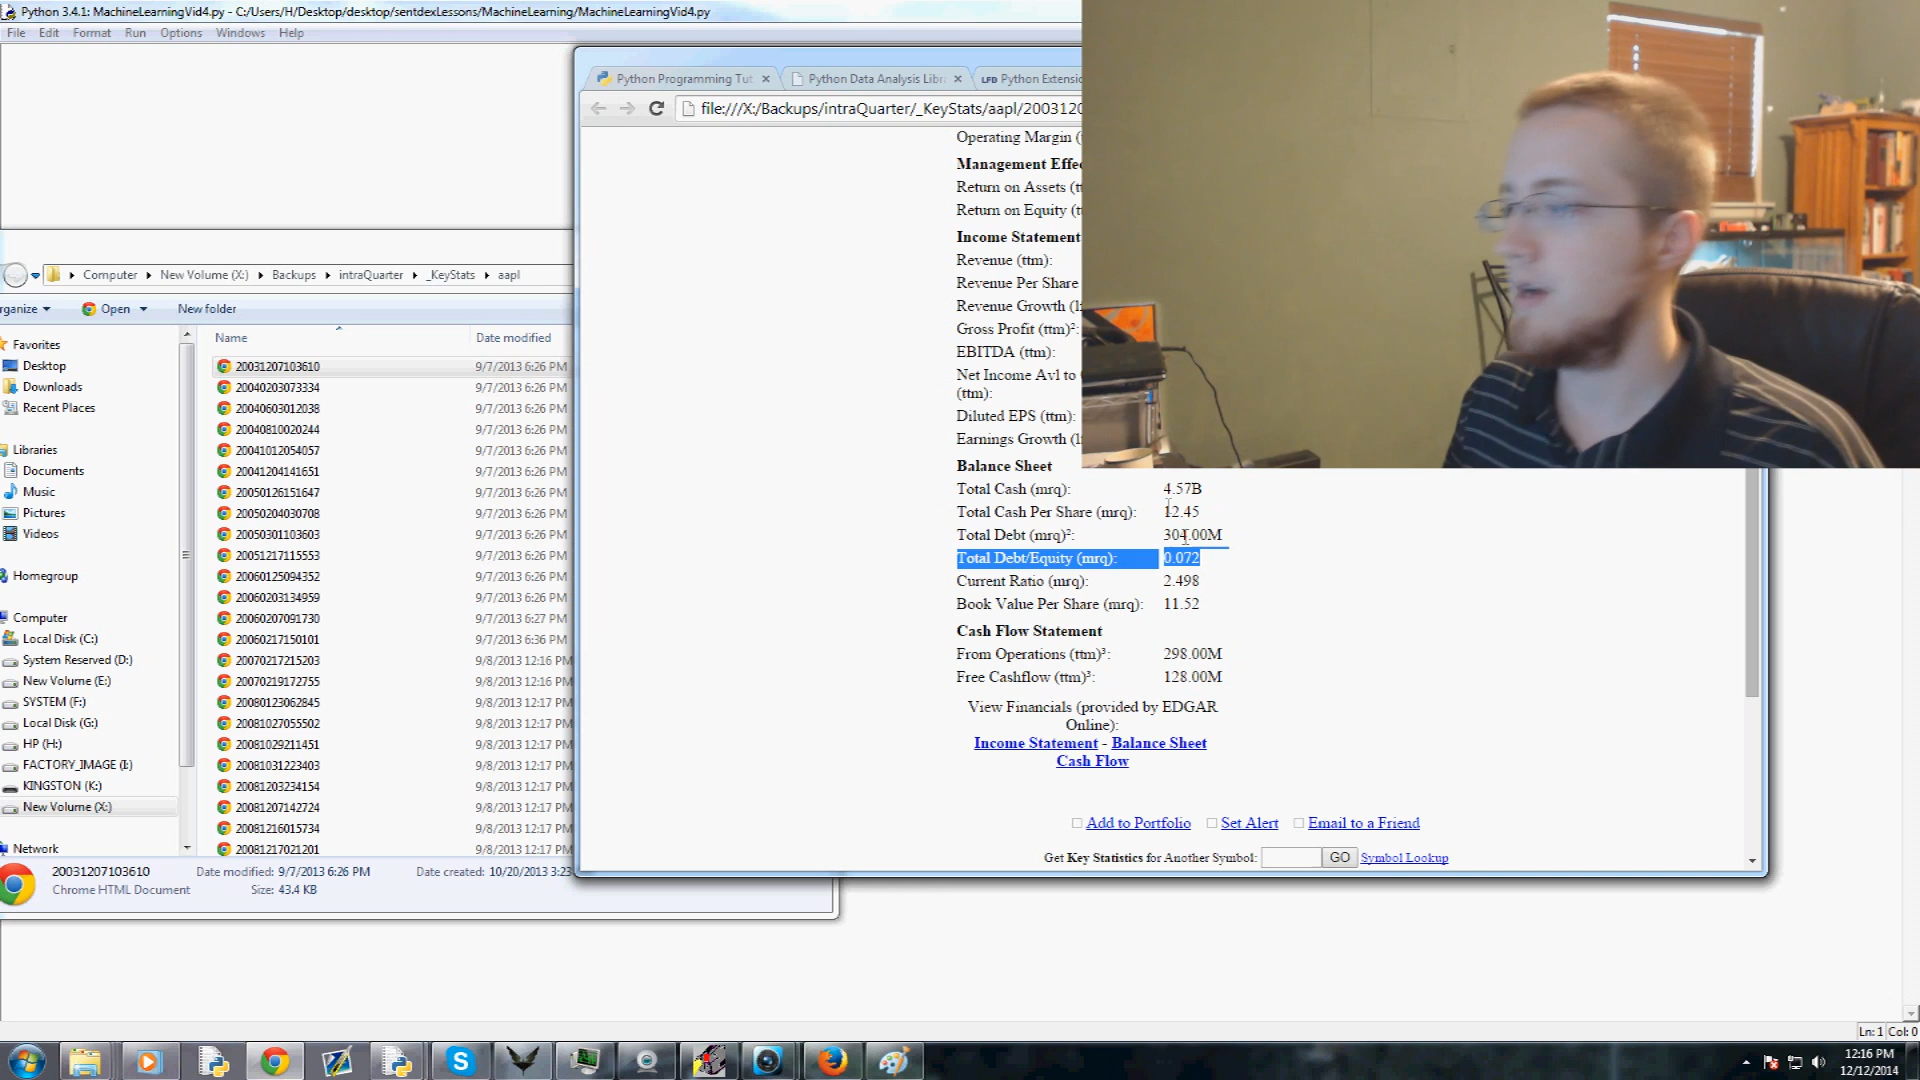 Python 3.4.1: MachineLearningVid4.py - C:/Users/H/Desktop/desktop/sentdexLessons/MachineLearning/MachineLearningVid4.py
File Edit Format Run Options Windows Help
Computer New Volume (X:) Backups intraQuarter _KeyStats aapl
rganize Open New folder
Name Date modified
Favorites
Desktop
Downloads
Recent Places
Libraries
Documents
Music
Pictures
Videos
Homegroup
Computer
Local Disk (C:)
System Reserved (D:)
New Volume (E:)
SYSTEM (F:)
Local Disk (G:)
HP (H:)
FACTORY_IMAGE (I:)
KINGSTON (K:)
New Volume (X:)
Network
20031207103610 9/7/2013 6:26 PM
20040203073334 9/7/2013 6:26 PM
20040603012038 9/7/2013 6:26 PM
20040810020244 9/7/2013 6:26 PM
20041012054057 9/7/2013 6:26 PM
20041204141651 9/7/2013 6:26 PM
20050126151647 9/7/2013 6:26 PM
20050204030708 9/7/2013 6:26 PM
20050301103603 9/7/2013 6:26 PM
20051217115553 9/7/2013 6:26 PM
20060125094352 9/7/2013 6:26 PM
20060203134959 9/7/2013 6:26 PM
20060207091730 9/7/2013 6:27 PM
20060217150101 9/7/2013 6:36 PM
20070217215203 9/8/2013 12:16 PM
20070219172755 9/8/2013 12:16 PM
20080123062845 9/8/2013 12:17 PM
20081027055502 9/8/2013 12:17 PM
20081029211451 9/8/2013 12:17 PM
20081031223403 9/8/2013 12:17 PM
20081203234154 9/8/2013 12:17 PM
20081207142724 9/8/2013 12:17 PM
20081216015734 9/8/2013 12:17 PM
20081217021201 9/8/2013 12:17 PM
20031207103610 Date modified: 9/7/2013 6:26 PM Date created: 10/20/2013 3:23
Chrome HTML Document Size: 43.4 KB
Python Programming Tut Python Data Analysis Libr LFD Python Extensio
file:///X:/Backups/intraQuarter/_KeyStats/aapl/2003120
Operating Margin (
Management Effe
Return on Assets (tt
Return on Equity (t
Income Statement
Revenue (ttm):
Revenue Per Share
Revenue Growth (l
Gross Profit (ttm)²:
EBITDA (ttm):
Net Income Avl to
(ttm):
Diluted EPS (ttm):
Earnings Growth (l
Balance Sheet
Total Cash (mrq): 4.57B
Total Cash Per Share (mrq): 12.45
Total Debt (mrq)²: 304.00M
Total Debt/Equity (mrq): 0.072
Current Ratio (mrq): 2.498
Book Value Per Share (mrq): 11.52
Cash Flow Statement
From Operations (ttm)³: 298.00M
Free Cashflow (ttm)³: 128.00M
View Financials (provided by EDGAR
Online):
Income Statement - Balance Sheet
Cash Flow
Add to Portfolio Set Alert Email to a Friend
Get Key Statistics for Another Symbol: GO Symbol Lookup
Ln: 1 Col: 0
12:16 PM
12/12/2014